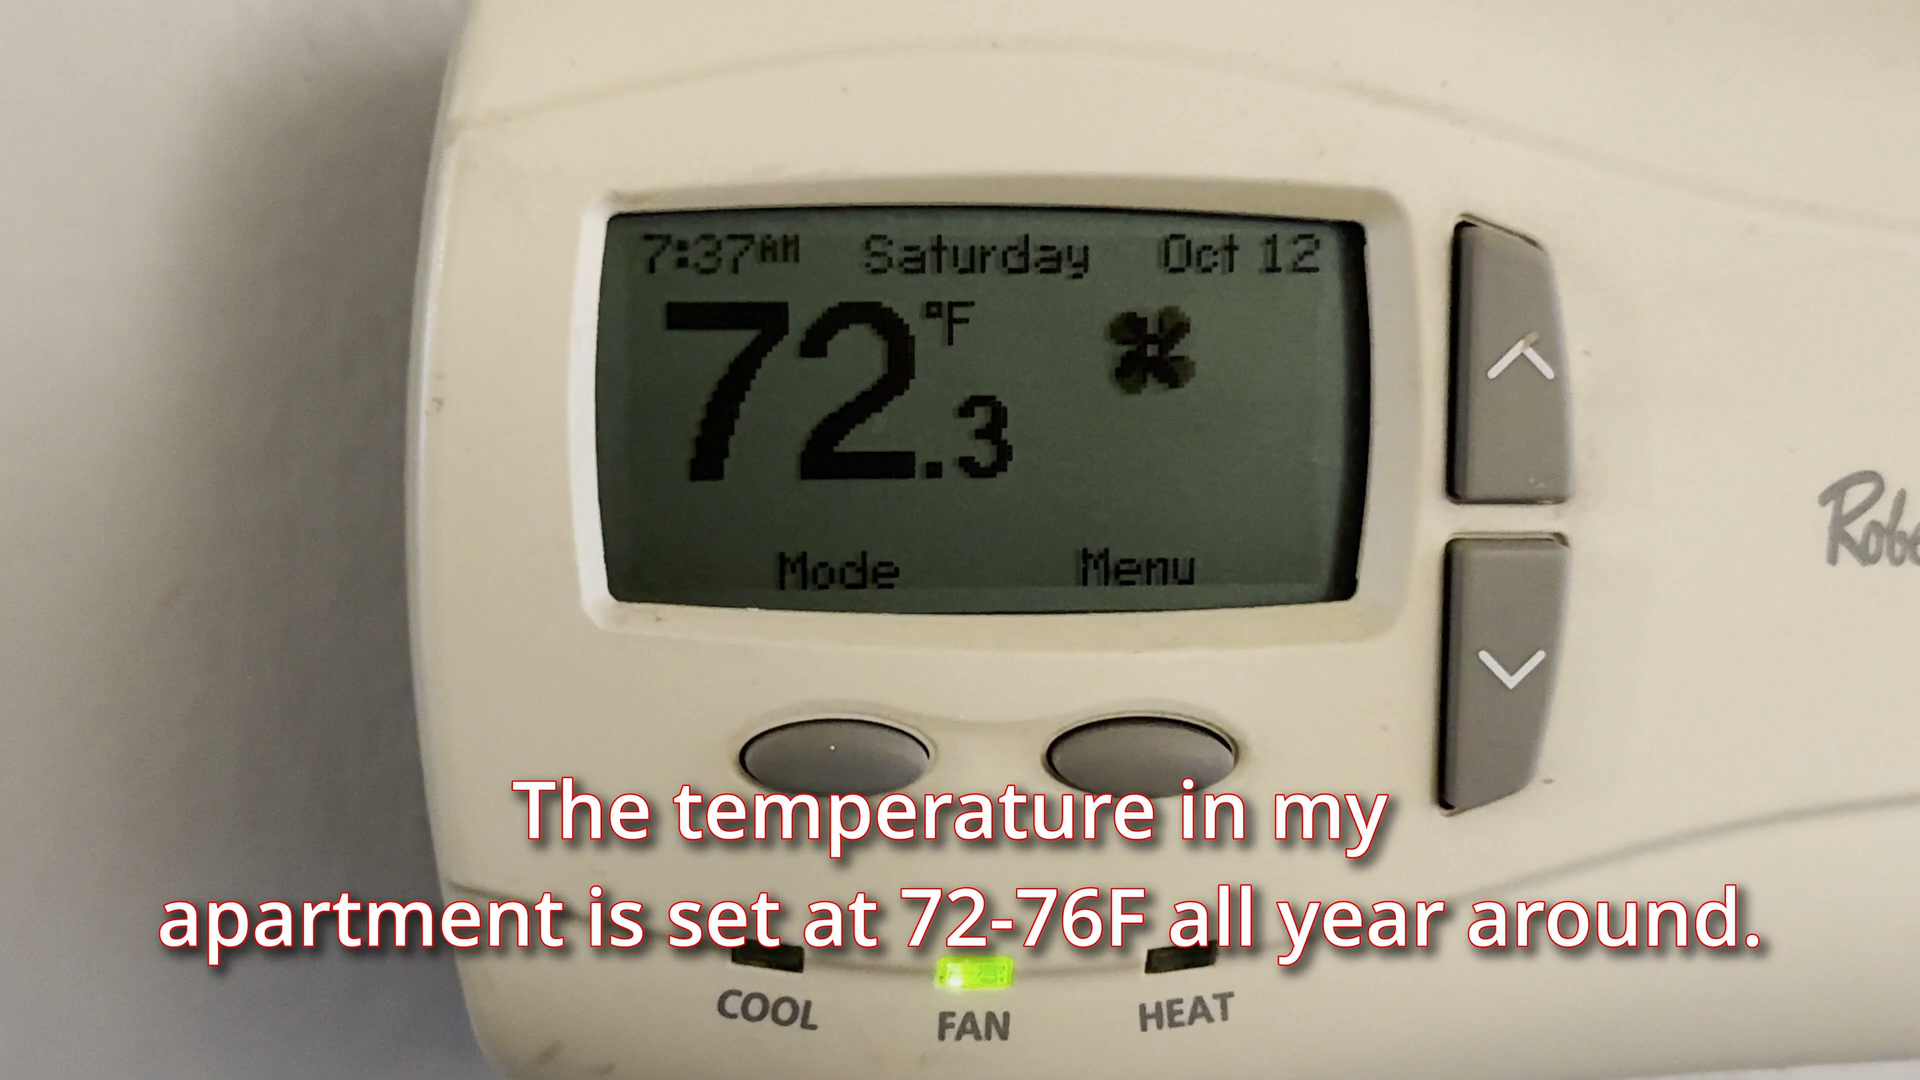 7:37AM Saturday Oct 12
72.3 °F
Mode Menu
The temperature in my
apartment is set at 72-76F all year around.
COOL FAN HEAT